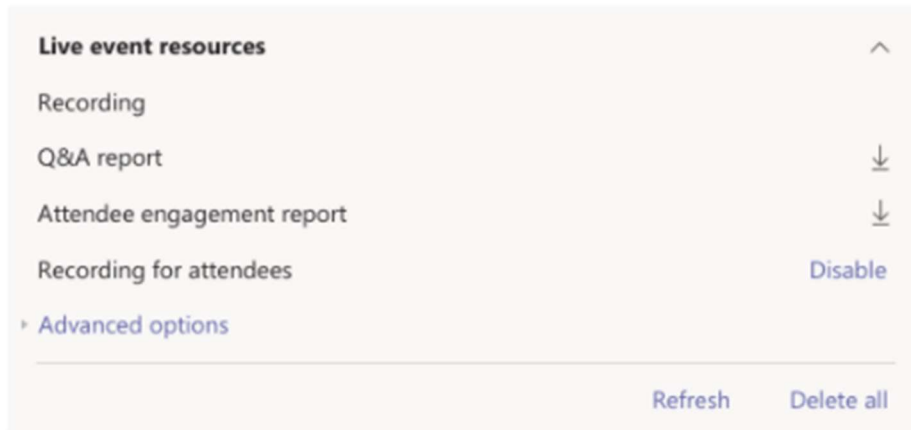 Live event resources
Recording
Q&A report
Attendee engagement report
Recording for attendees Disable
Advanced options
Refresh Delete all